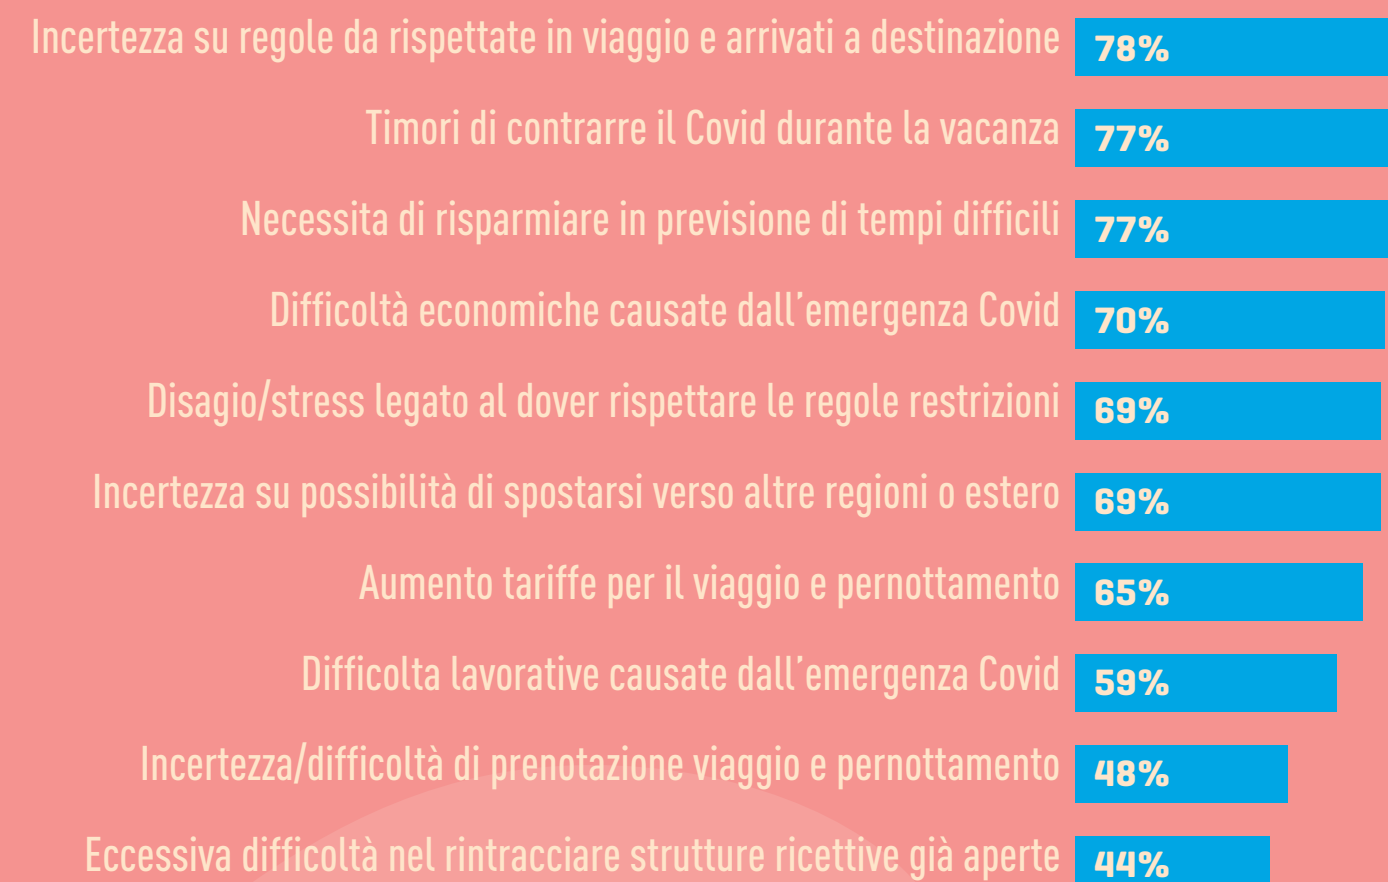 Incertezza su regole da rispettate in viaggio e arrivati a destinazione 78%
Timori di contrarre il Covid durante la vacanza 77%
Necessita di risparmiare in previsione di tempi difficili 77%
Difficoltà economiche causate dall'emergenza Covid 70%
Disagio/stress legato al dover rispettare le regole restrizioni 69%
Incertezza su possibilità di spostarsi verso altre regioni o estero 69%
Aumento tariffe per il viaggio e pernottamento 65%
Difficolta lavorative causate dall'emergenza Covid 59%
Incertezza/difficoltà di prenotazione viaggio e pernottamento 48%
Eccessiva difficoltà nel rintracciare strutture ricettive già aperte 44%